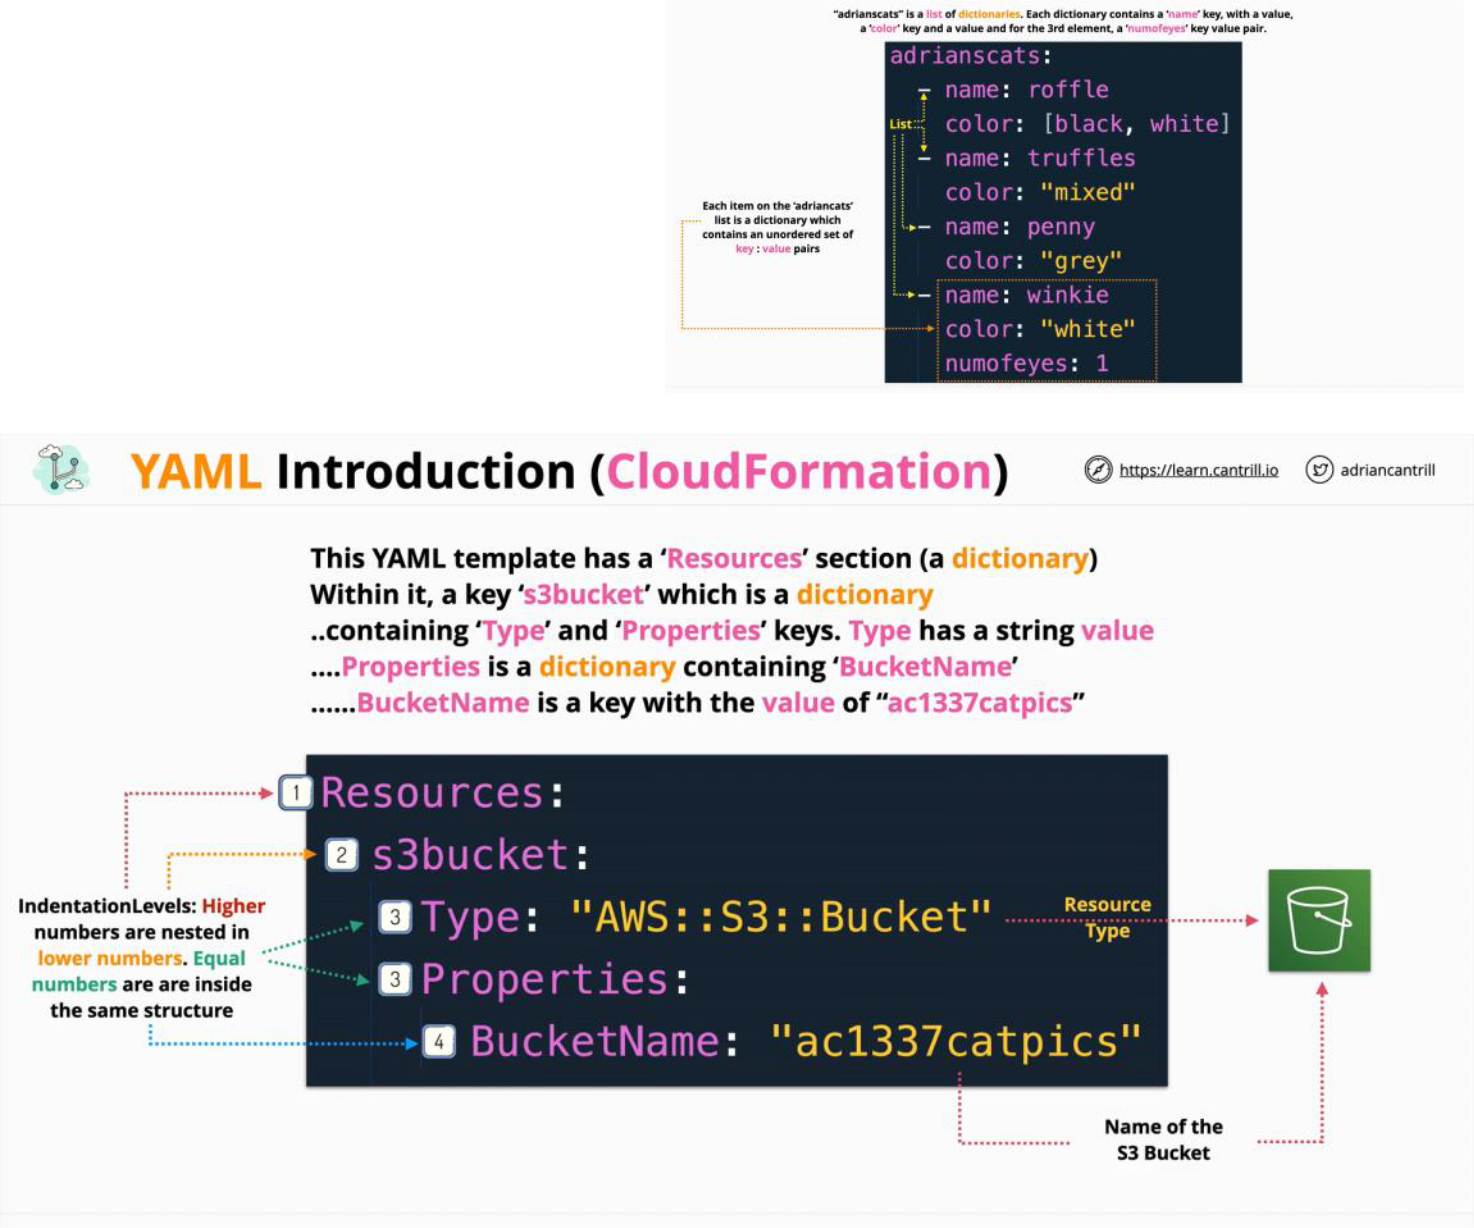 "adrianscats" is a list of dictionaries. Each dictionary contains a 'name' key, with a value,
a 'color' key and a value and for the 3rd element, a 'numofeyes' key value pair.
adrianscats:
- name: roffle
List
color: [black, white]
- name: truffles
color: "mixed"
Each item on the 'adriancats'
list is a dictionary which
contains an unordered set of
key : value pairs
- name: penny
color: "grey"
- name: winkie
color: "white"
numofeyes: 1
YAML Introduction (CloudFormation)
https://learn.cantrill.io
adriancantrill
This YAML template has a 'Resources' section (a dictionary)
Within it, a key 's3bucket' which is a dictionary
..containing 'Type' and 'Properties' keys. Type has a string value
....Properties is a dictionary containing 'BucketName'
......BucketName is a key with the value of "ac1337catpics"
1 Resources:
2 s3bucket:
3 Type: "AWS::S3::Bucket"
3 Properties:
4 BucketName: "ac1337catpics"
IndentationLevels: Higher
numbers are nested in
lower numbers. Equal
numbers are are inside
the same structure
Resource
Type
Name of the
S3 Bucket